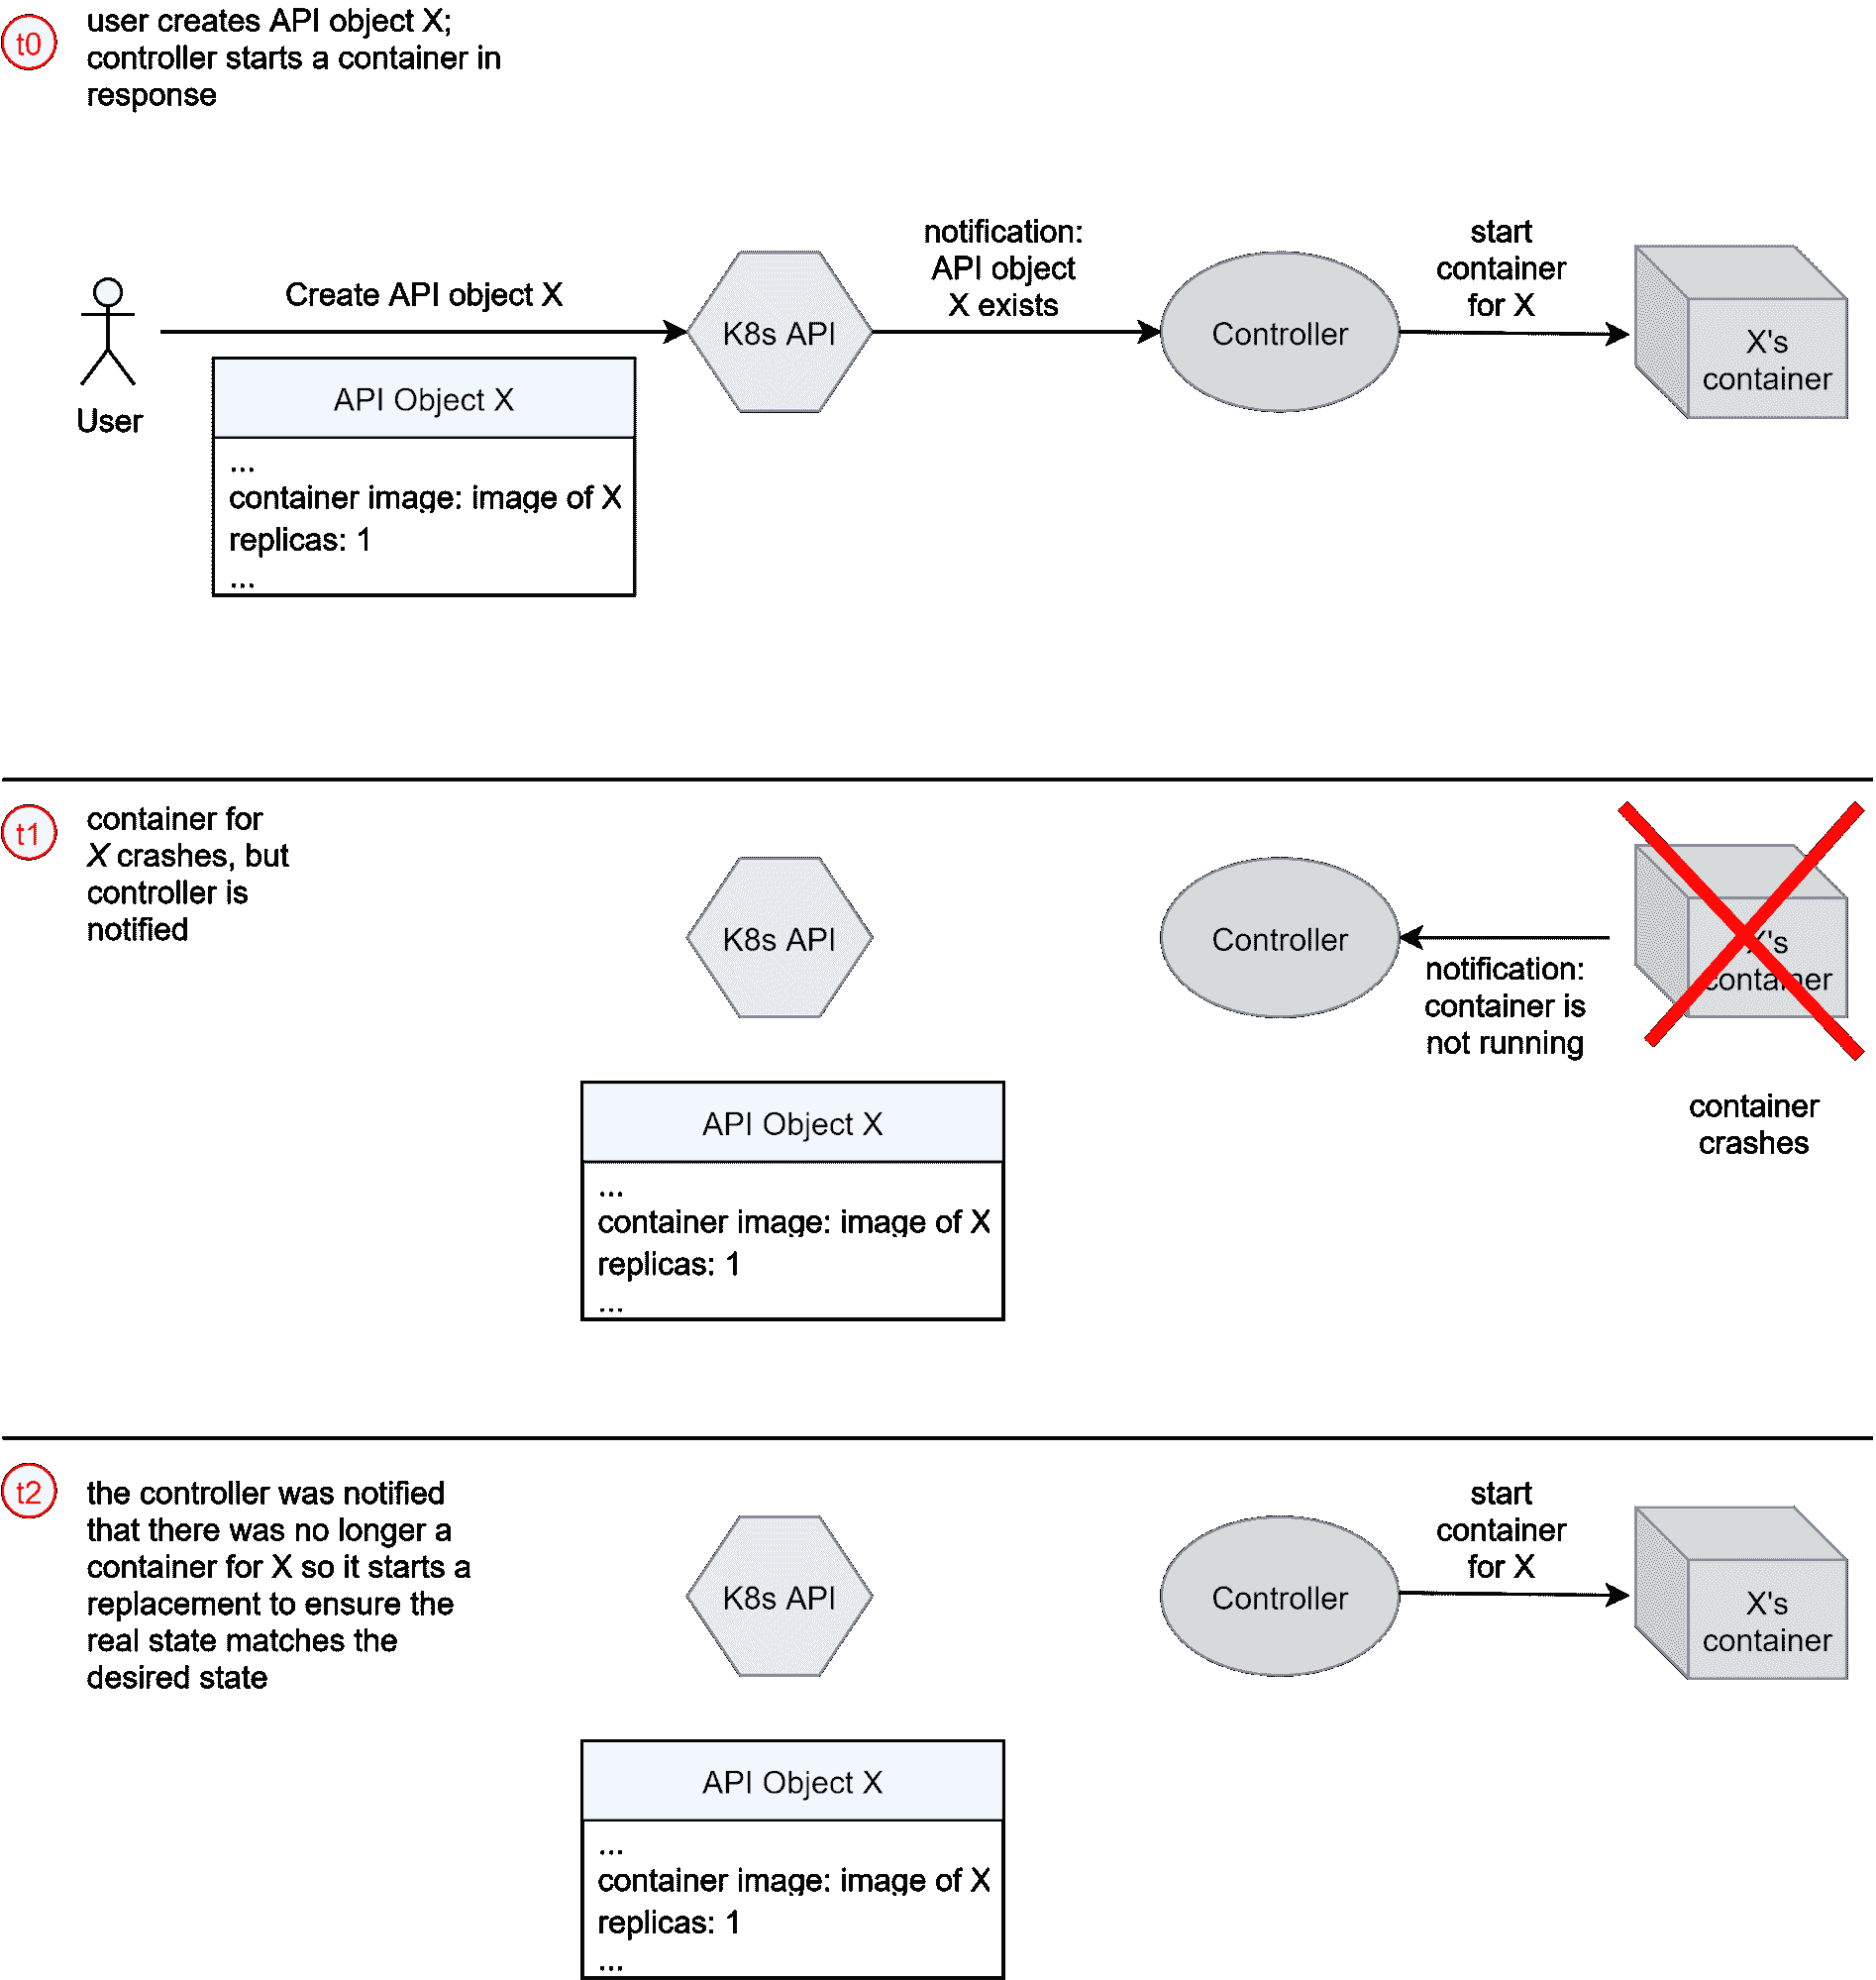 t0
user creates API object X;
controller starts a container in
response
User
Create API object X
API Object X
...
container image: image of X
replicas: 1
...
K8s API
notification:
API object
X exists
Controller
start
container
for X
X's
container
t1
container for
X crashes, but
controller is
notified
K8s API
API Object X
...
container image: image of X
replicas: 1
...
Controller
notification:
container is
not running
X's
container
container
crashes
t2
the controller was notified
that there was no longer a
container for X so it starts a
replacement to ensure the
real state matches the
desired state
K8s API
API Object X
...
container image: image of X
replicas: 1
...
Controller
start
container
for X
X's
container